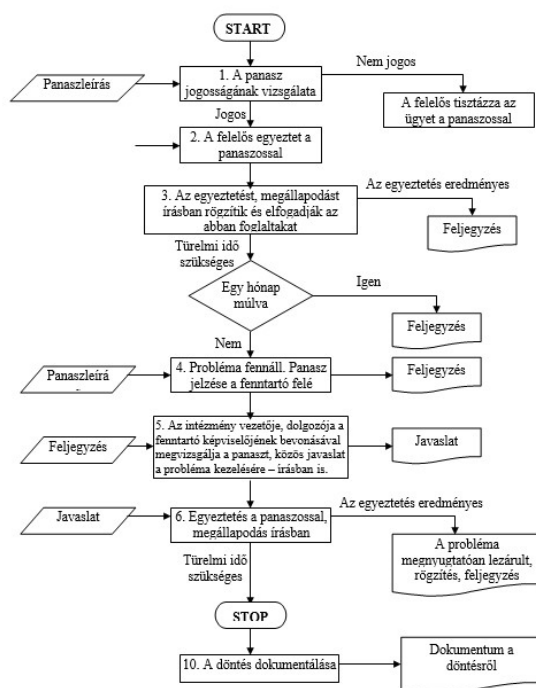 START
Panaszleírás
1. A panasz
jogosságának vizsgálata
Nem jogos
A felelős tisztázza az
ügyet a panaszossal
Jogos
2. A felelős egyeztet a
panaszossal
3. Az egyeztetést, megállapodást
írásban rögzítik és elfogadják az
abban foglaltakat
Az egyeztetés eredményes
Feljegyzés
Türelmi idő
szükséges
Egy hónap
múlva
Igen
Feljegyzés
Nem
Panaszleírá
4. Probléma fennáll. Panasz
jelzése a fenntartó felé
Feljegyzés
Feljegyzés
5. Az intézmény vezetője, dolgozója a
fenntartó képviselőjének bevonásával
megvizsgálja a panaszt, közös javaslat
a probléma kezelésére – írásban is.
Javaslat
Javaslat
6. Egyeztetés a panaszossal,
megállapodás írásban
Az egyeztetés eredményes
A probléma
megnyugtatóan lezárult,
rögzítés, feljegyzés
Türelmi idő
szükséges
STOP
10. A döntés dokumentálása
Dokumentum a
döntésről